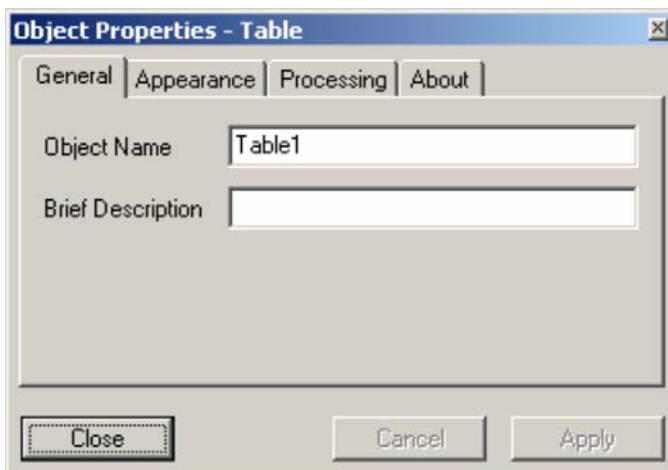 Object Properties - Table
General Appearance Processing About
Object Name Table1
Brief Description
Close Cancel Apply